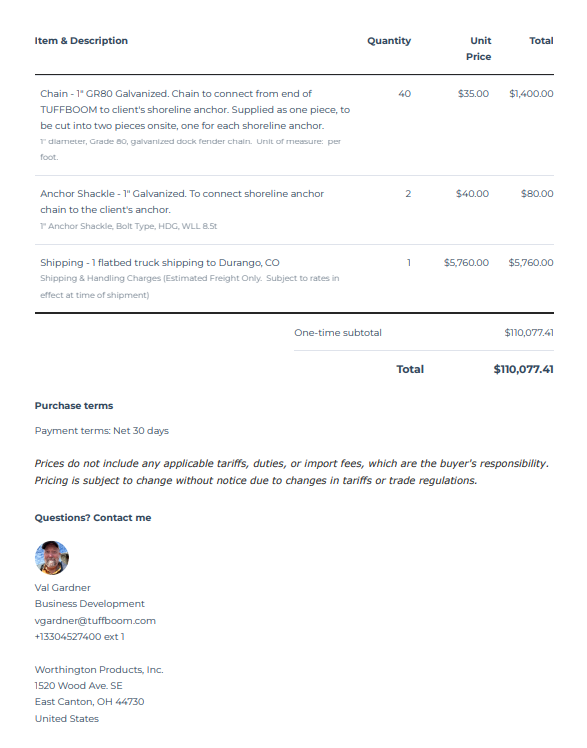 Item & Description Quantity Unit Price Total
Chain - 1" GR80 Galvanized. Chain to connect from end of 40 $35.00 $1,400.00
TUFFBOOM to client's shoreline anchor. Supplied as one piece, to
be cut into two pieces onsite, one for each shoreline anchor.
1" diameter, Grade 80, galvanized dock fender chain. Unit of measure: per
foot.
Anchor Shackle - 1" Galvanized. To connect shoreline anchor 2 $40.00 $80.00
chain to the client's anchor.
1" Anchor Shackle, Bolt Type, HDG, WLL 8.5t
Shipping - 1 flatbed truck shipping to Durango, CO 1 $5,760.00 $5,760.00
Shipping & Handling Charges (Estimated Freight Only. Subject to rates in
effect at time of shipment)
One-time subtotal $110,077.41
Total $110,077.41
Purchase terms
Payment terms: Net 30 days
Prices do not include any applicable tariffs, duties, or import fees, which are the buyer's responsibility.
Pricing is subject to change without notice due to changes in tariffs or trade regulations.
Questions? Contact me
Val Gardner
Business Development
vgardner@tuffboom.com
+13304527400 ext 1
Worthington Products, Inc.
1520 Wood Ave. SE
East Canton, OH 44730
United States